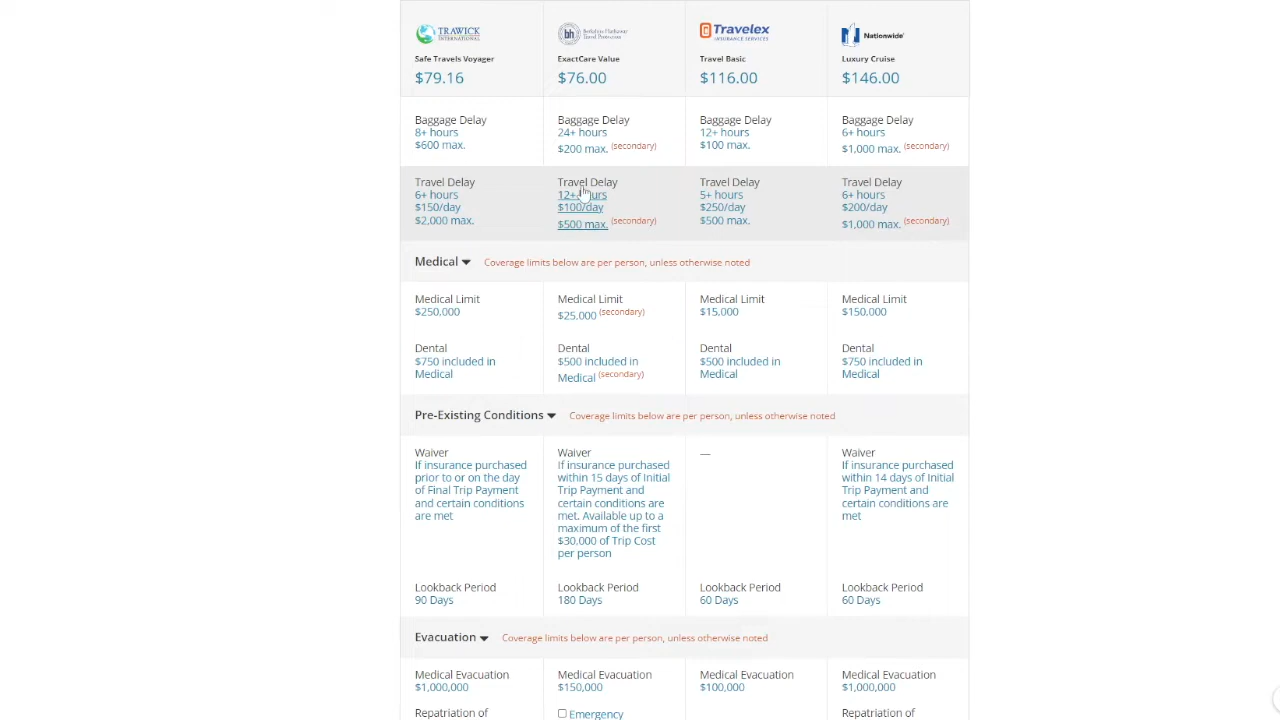 TRAWICK
INTERNATIONAL
Safe Travels Voyager
$79.16
bh
Berkshire Hathaway
Travel Protection
ExactCare Value
$76.00
Travelex
INSURANCE SERVICES
Travel Basic
$116.00
Nationwide
Luxury Cruise
$146.00
Baggage Delay
8+ hours
$600 max.
Baggage Delay
24+ hours
$200 max. (secondary)
Baggage Delay
12+ hours
$100 max.
Baggage Delay
6+ hours
$1,000 max. (secondary)
Travel Delay
6+ hours
$150/day
$2,000 max.
Travel Delay
12+ hours
$100/day
$500 max. (secondary)
Travel Delay
5+ hours
$250/day
$500 max.
Travel Delay
6+ hours
$200/day
$1,000 max. (secondary)
Medical Coverage limits below are per person, unless otherwise noted
Medical Limit
$250,000
Medical Limit
$25,000 (secondary)
Medical Limit
$15,000
Medical Limit
$150,000
Dental
$750 included in
Medical
Dental
$500 included in
Medical (secondary)
Dental
$500 included in
Medical
Dental
$750 included in
Medical
Pre-Existing Conditions Coverage limits below are per person, unless otherwise noted
Waiver
If insurance purchased
prior to or on the day
of Final Trip Payment
and certain conditions
are met
Waiver
If insurance purchased
within 15 days of Initial
Trip Payment and
certain conditions are
met. Available up to a
maximum of the first
$30,000 of Trip Cost
per person
—
Waiver
If insurance purchased
within 14 days of Initial
Trip Payment and
certain conditions are
met
Lookback Period
90 Days
Lookback Period
180 Days
Lookback Period
60 Days
Lookback Period
60 Days
Evacuation Coverage limits below are per person, unless otherwise noted
Medical Evacuation
$1,000,000
Medical Evacuation
$150,000
Medical Evacuation
$100,000
Medical Evacuation
$1,000,000
Repatriation of
Emergency
Repatriation of